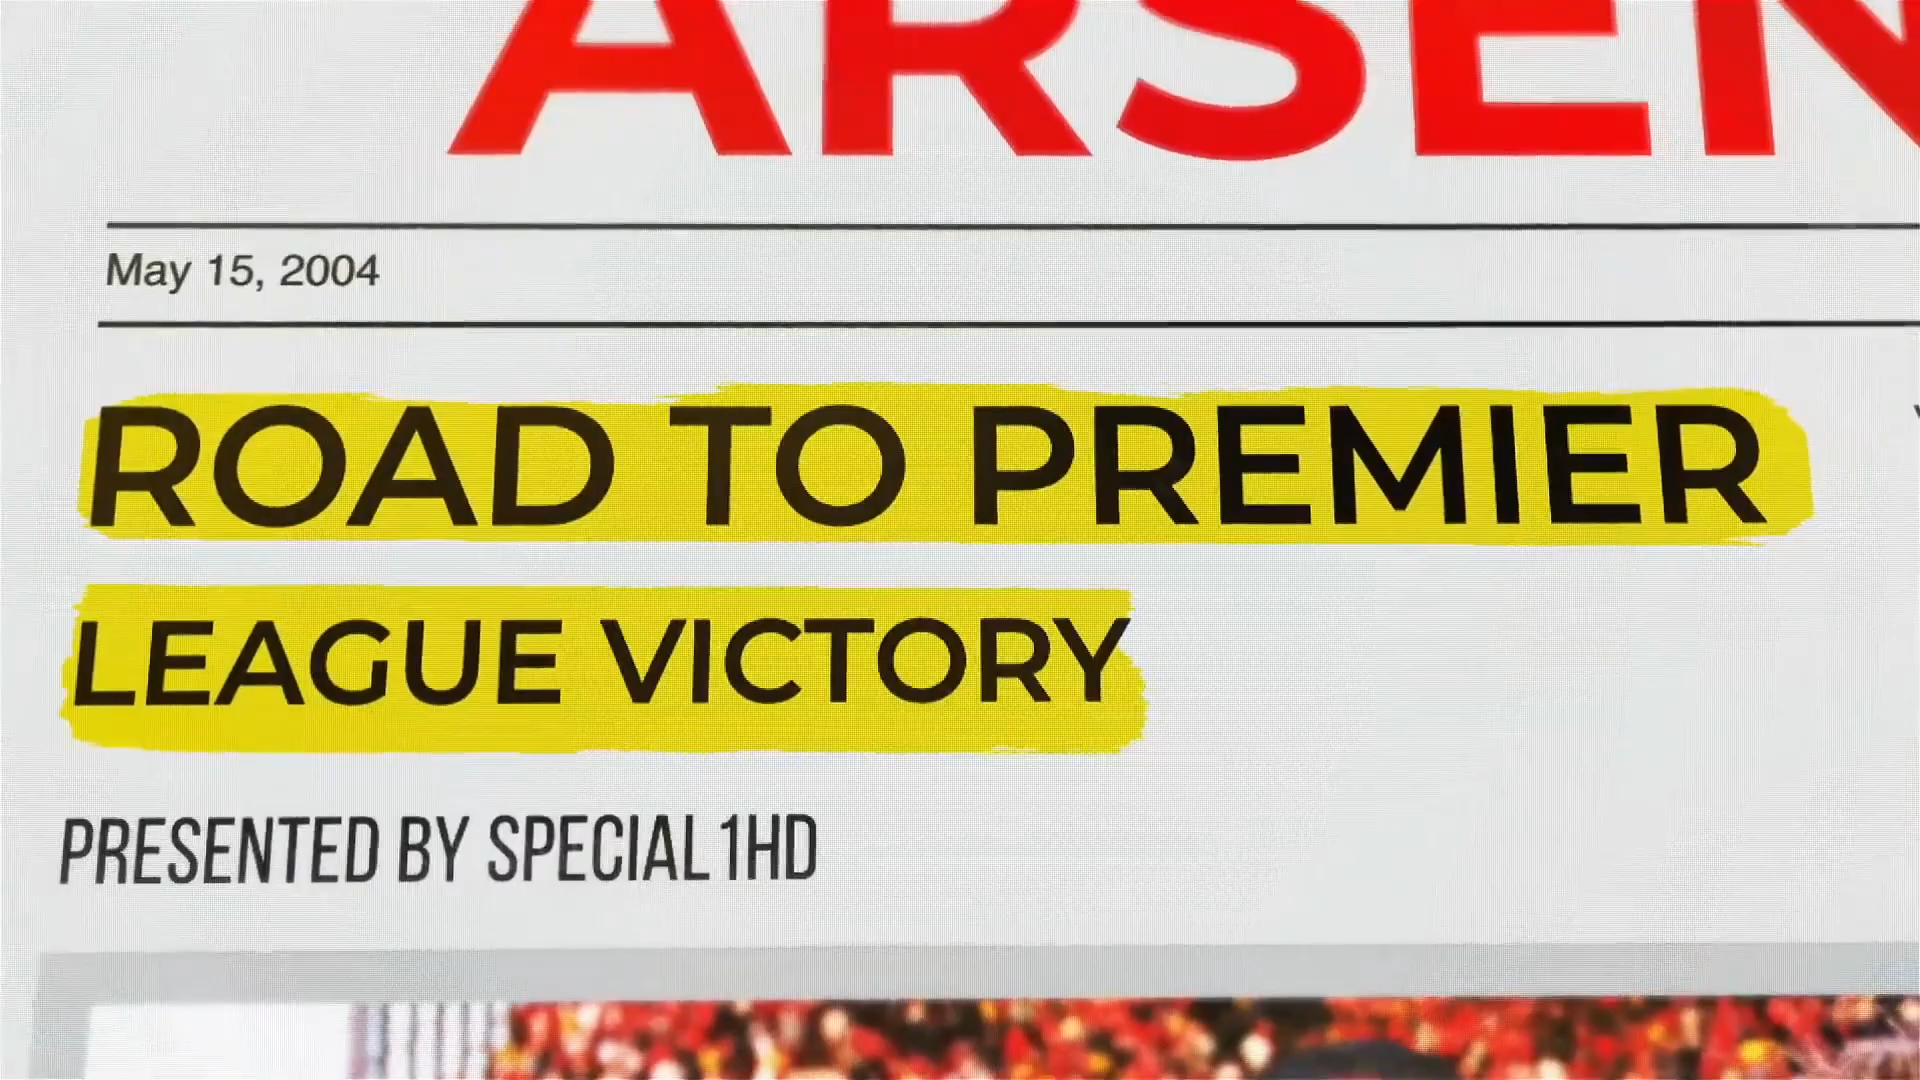 ARSEN
May 15, 2004
ROAD TO PREMIER
LEAGUE VICTORY
PRESENTED BY SPECIAL1HD